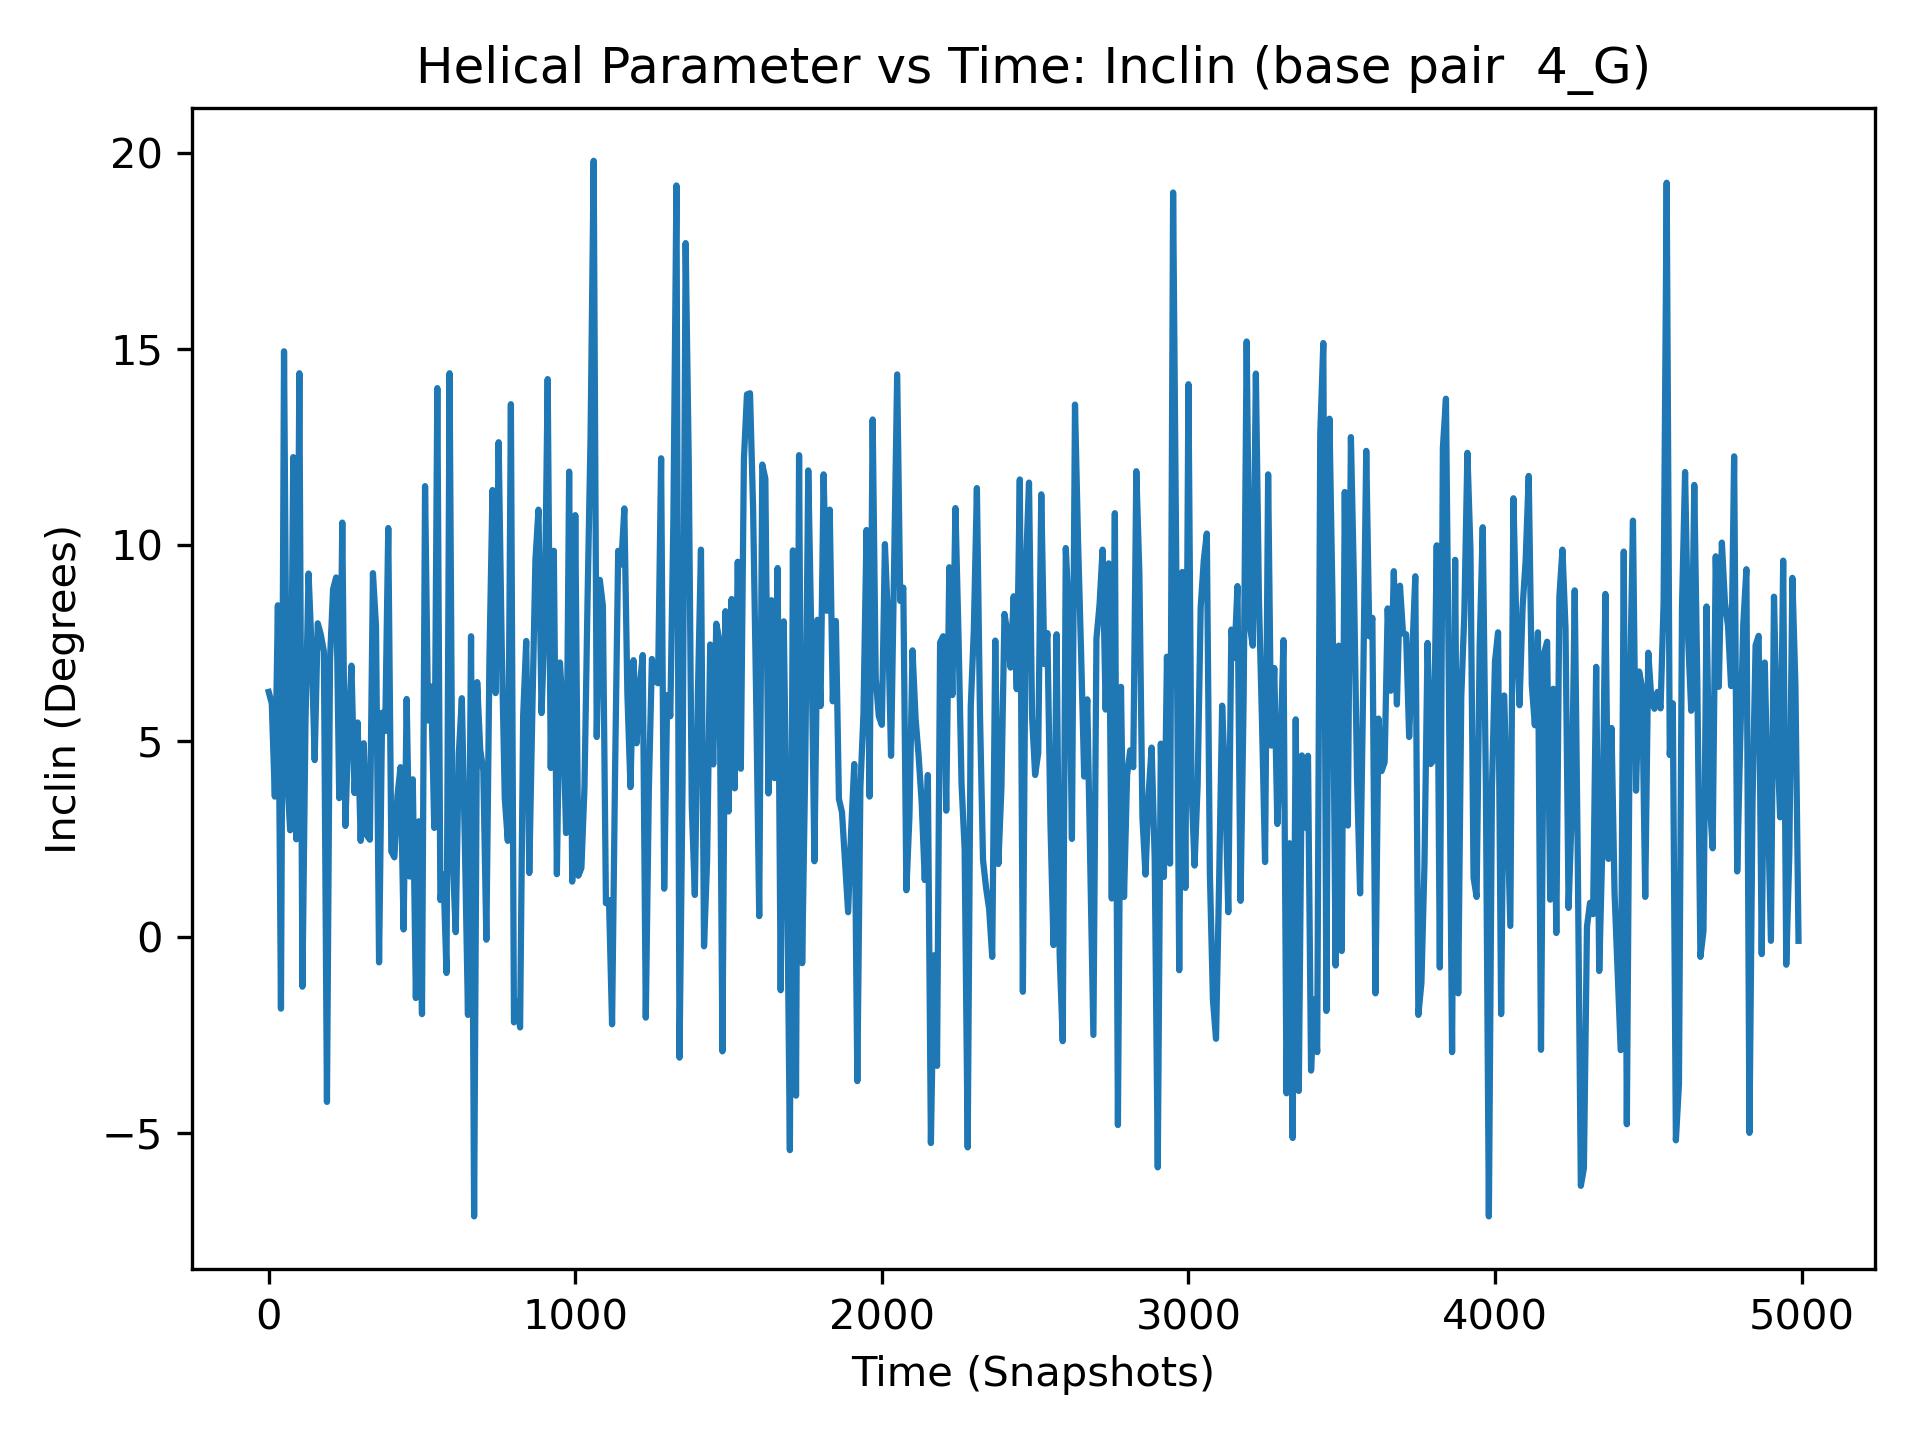 Helical Parameter vs Time: Inclin (base pair  4_G)
20
15
10
5
0
−5
Inclin (Degrees)
0 1000 2000 3000 4000 5000
Time (Snapshots)